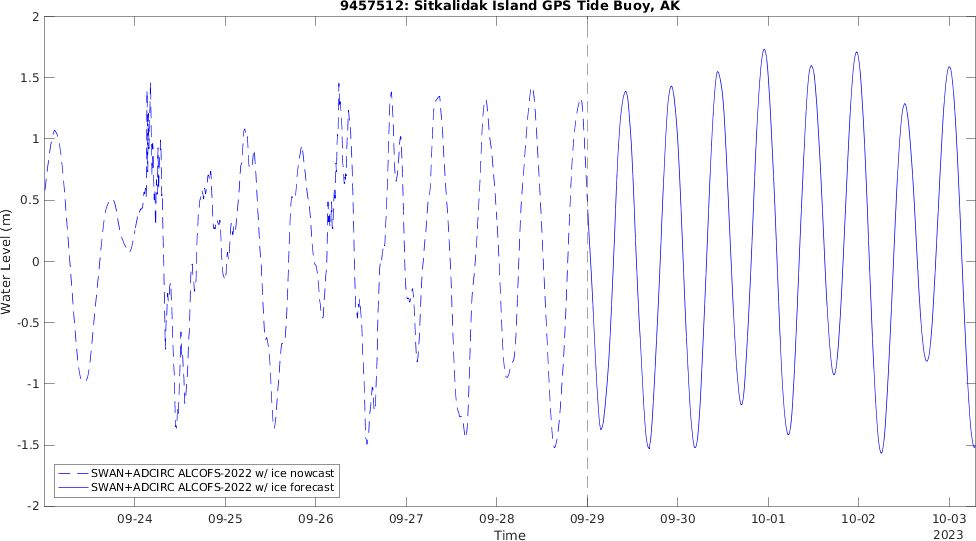 9457512: Sitkalidak Island GPS Tide Buoy, AK
2
1.5
1
0.5
0
-0.5
-1
-1.5
-2
Water Level (m)
SWAN+ADCIRC ALCOFS-2022 w/ ice nowcast
SWAN+ADCIRC ALCOFS-2022 w/ ice forecast
09-24 09-25 09-26 09-27 09-28 09-29 09-30 10-01 10-02 10-03
Time 2023